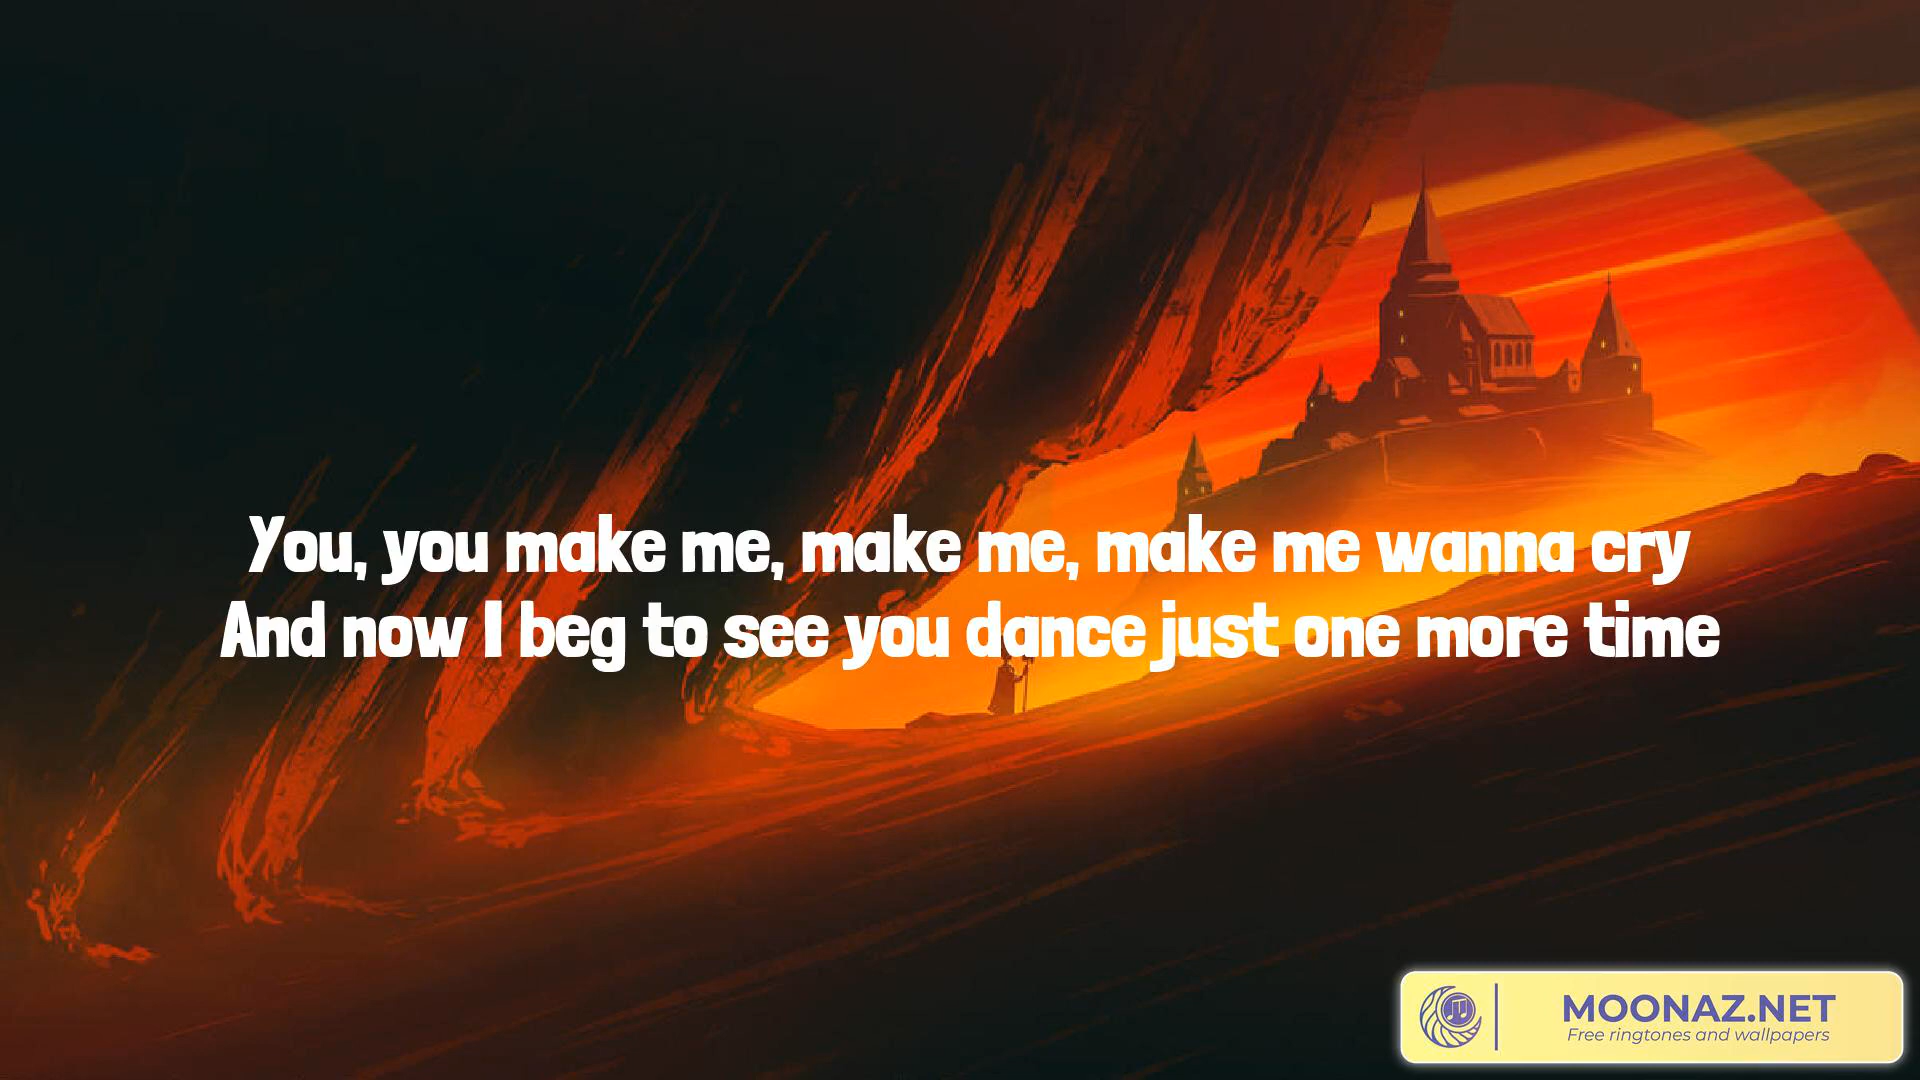 You, you make me, make me, make me wanna cry
And now I beg to see you dance just one more time
MOONAZ.NET
Free ringtones and wallpapers